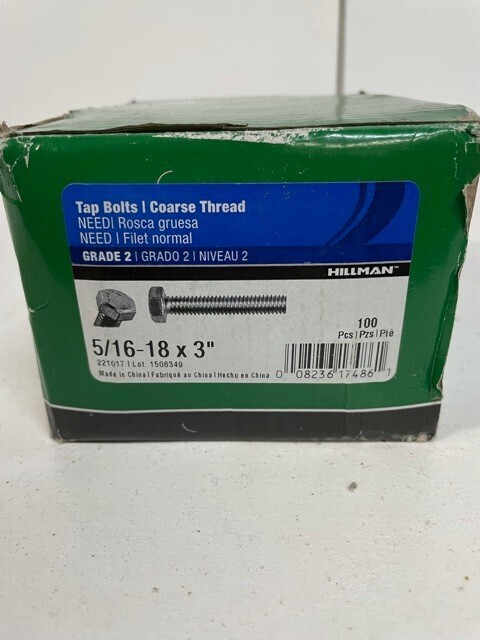 Tap Bolts | Coarse Thread
NEED| Rosca gruesa
NEED | Filet normal
GRADE 2 | GRADO 2 | NIVEAU 2
HILLMAN™
100
Pcs | Pzs | Piè
5/16-18 x 3"
221017 | Lot: 1506349
Made in China | Fabriqué au China | Hecho en China
0 08236 17486 1